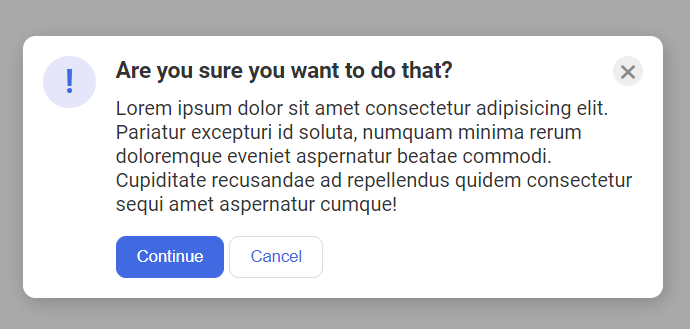 !
Are you sure you want to do that?
Lorem ipsum dolor sit amet consectetur adipisicing elit.
Pariatur excepturi id soluta, numquam minima rerum
doloremque eveniet aspernatur beatae commodi.
Cupiditate recusandae ad repellendus quidem consectetur
sequi amet aspernatur cumque!
Continue Cancel